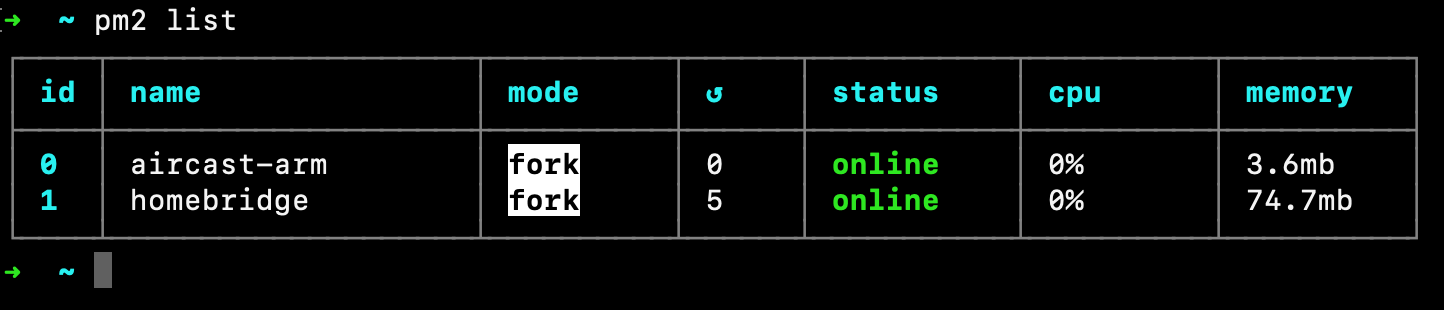 ➜  ~ pm2 list
id  name  mode  ↺  status  cpu  memory
0  aircast-arm  fork  0  online  0%  3.6mb
1  homebridge  fork  5  online  0%  74.7mb
➜  ~